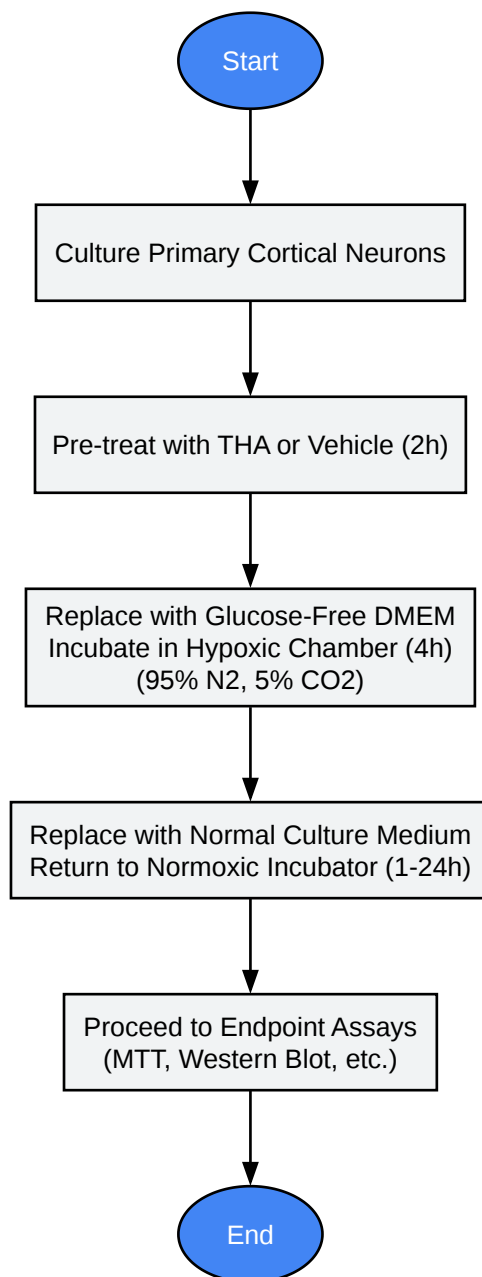 Start
Culture Primary Cortical Neurons
Pre-treat with THA or Vehicle (2h)
Replace with Glucose-Free DMEM
Incubate in Hypoxic Chamber (4h)
(95% N2, 5% CO2)
Replace with Normal Culture Medium
Return to Normoxic Incubator (1-24h)
Proceed to Endpoint Assays
(MTT, Western Blot, etc.)
End